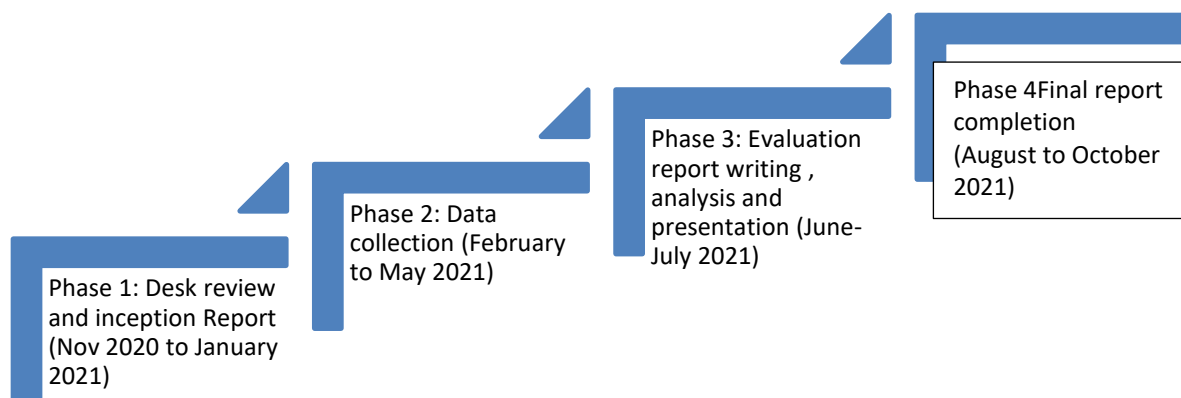 Phase 1: Desk review
and inception Report
(Nov 2020 to January
2021)
Phase 2: Data
collection (February
to May 2021)
Phase 3: Evaluation
report writing ,
analysis and
presentation (June-
July 2021)
Phase 4Final report
completion
(August to October
2021)